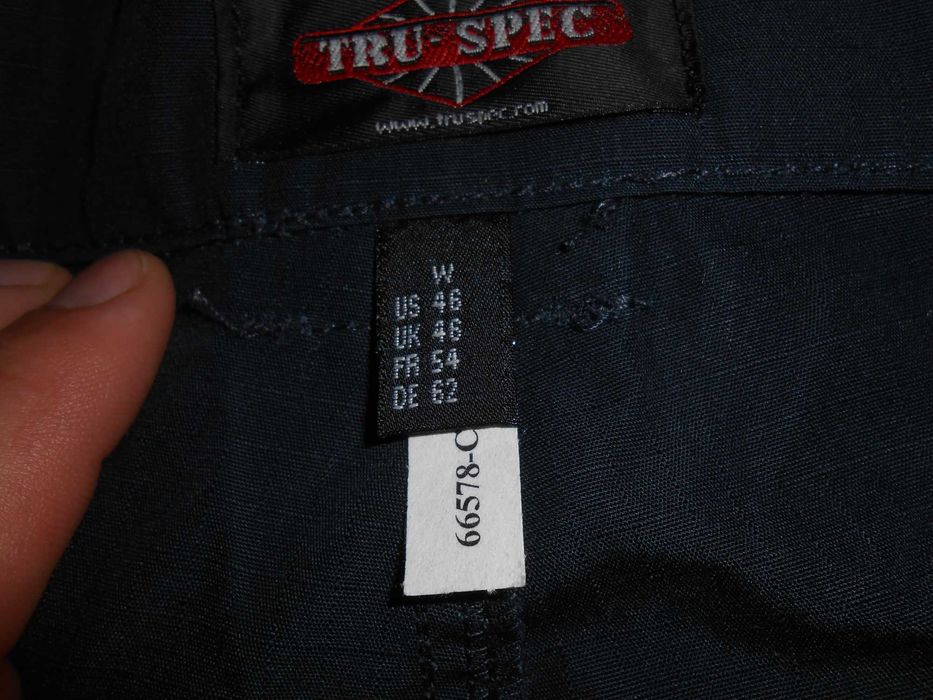 TRU-SPEC
www.truspec.com
W
US 46
UK 46
FR 54
DE 62
66578-C